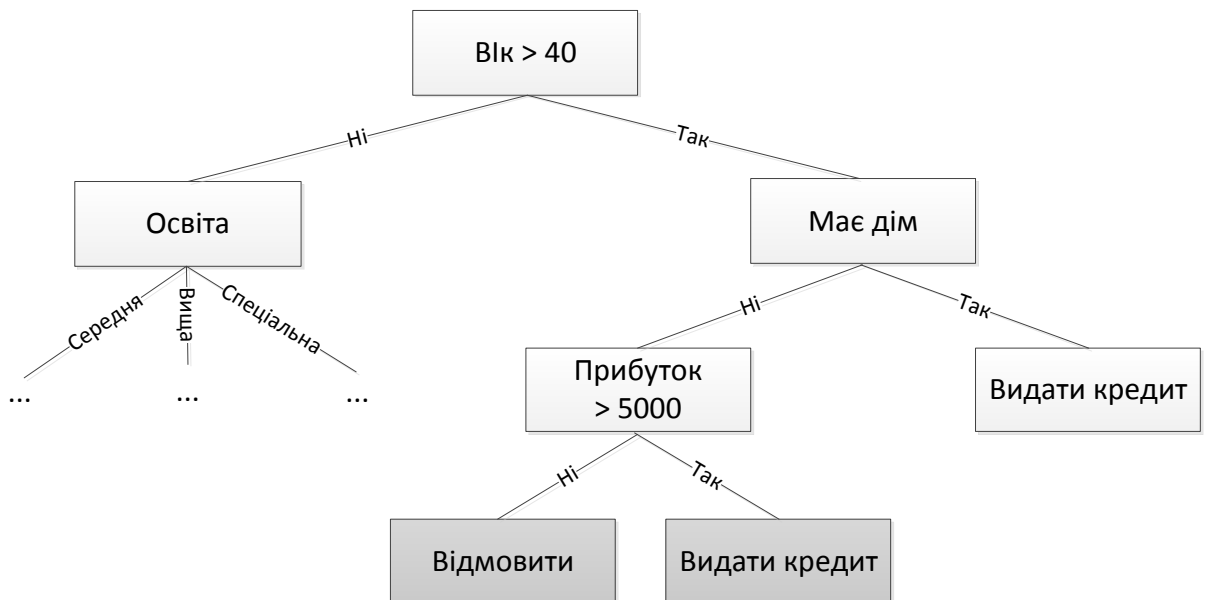 ВІк > 40
Ні
Так
Освіта
Має дім
Середня
Вища
Спеціальна
Ні
Так
...
...
...
Прибуток
> 5000
Видати кредит
Ні
Так
Відмовити
Видати кредит